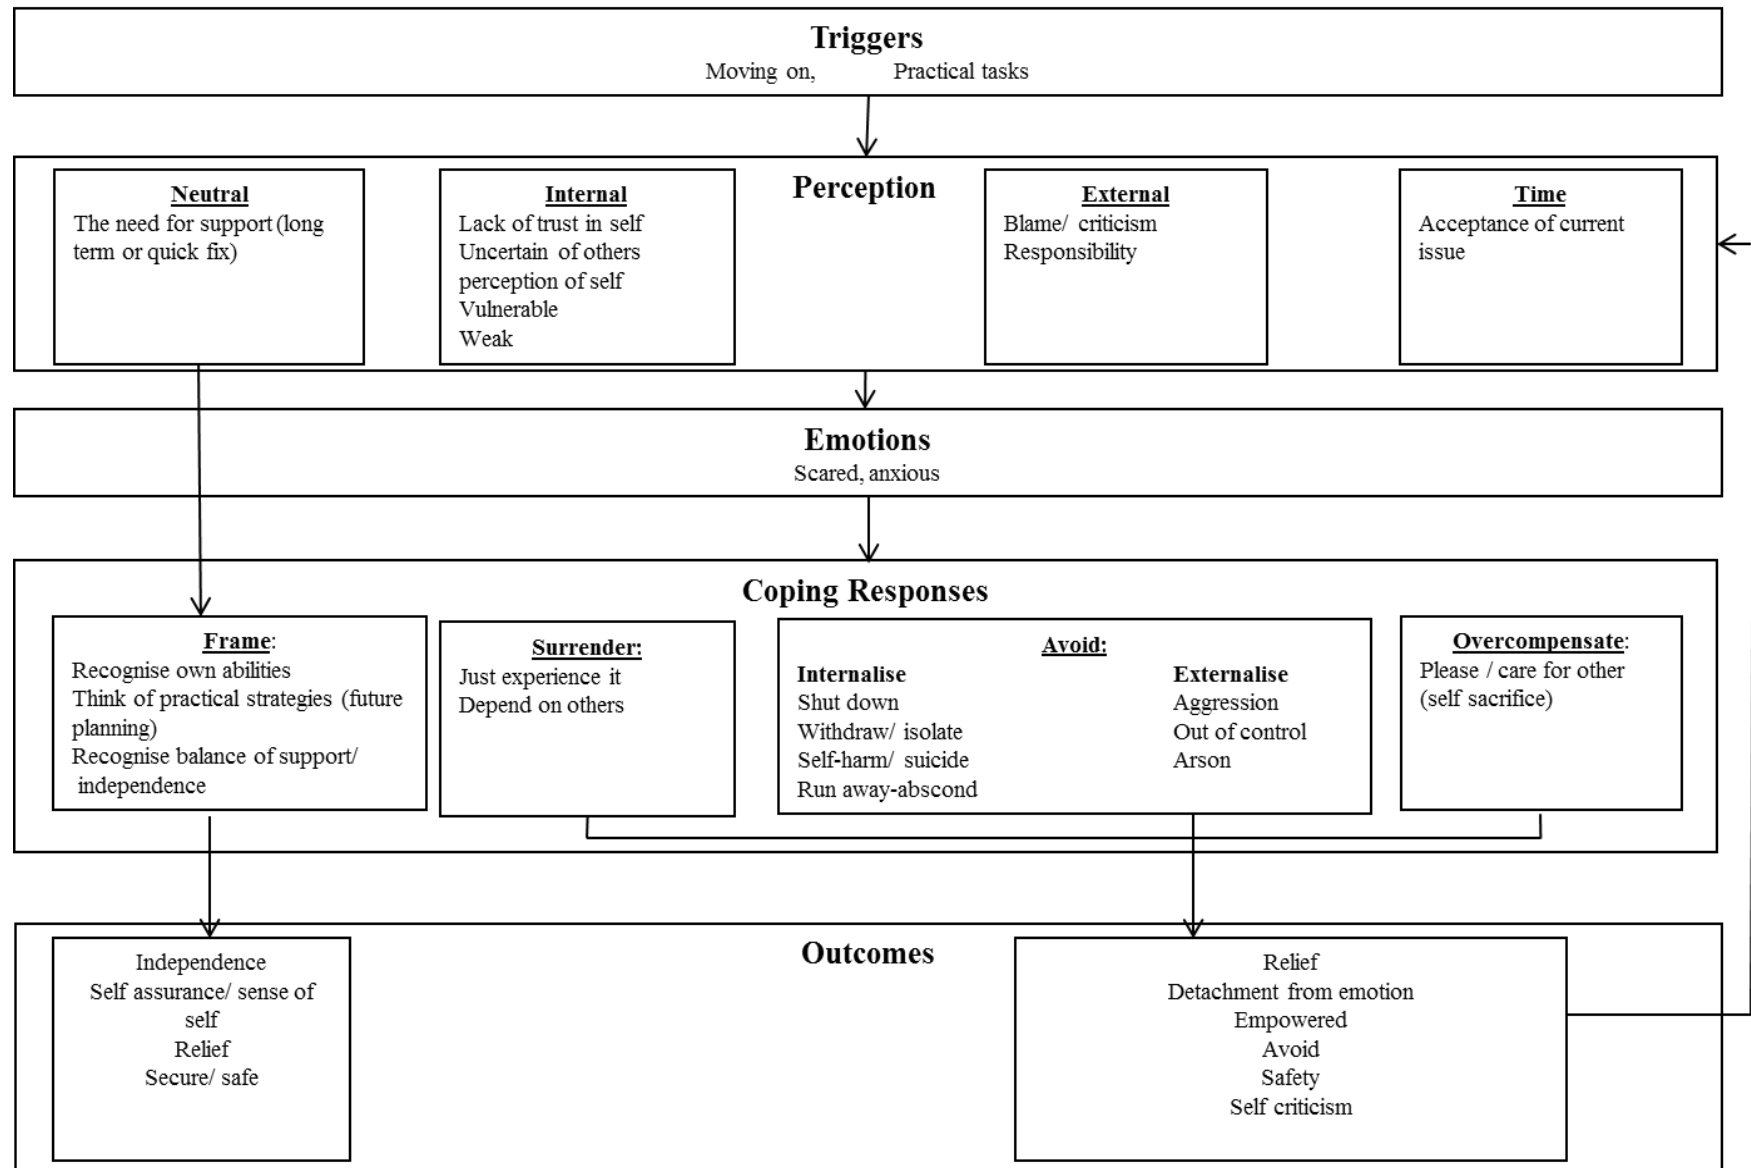 Triggers
Moving on, Practical tasks
Perception
Neutral
The need for support (long
term or quick fix)
Internal
Lack of trust in self
Uncertain of others
perception of self
Vulnerable
Weak
External
Blame/ criticism
Responsibility
Time
Acceptance of current
issue
Emotions
Scared, anxious
Coping Responses
Frame:
Recognise own abilities
Think of practical strategies (future
planning)
Recognise balance of support/
independence
Surrender:
Just experience it
Depend on others
Avoid:
Internalise
Shut down
Withdraw/ isolate
Self-harm/ suicide
Run away-abscond
Externalise
Aggression
Out of control
Arson
Overcompensate:
Please / care for other
(self sacrifice)
Outcomes
Independence
Self assurance/ sense of
self
Relief
Secure/ safe
Relief
Detachment from emotion
Empowered
Avoid
Safety
Self criticism